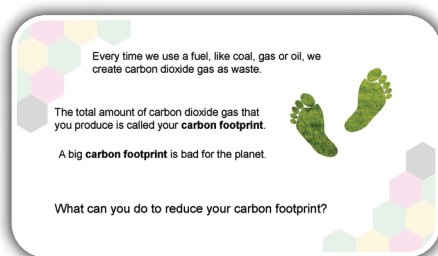 Every time we use a fuel, like coal, gas or oil, we
create carbon dioxide gas as waste.
The total amount of carbon dioxide gas that
you produce is called your carbon footprint.
A big carbon footprint is bad for the planet.
What can you do to reduce your carbon footprint?